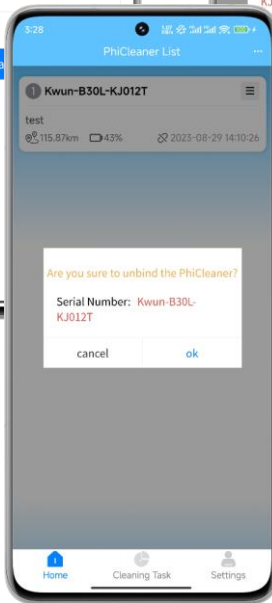 3:28
PhiCleaner List
1 Kwun-B30L-KJ012T
test
115.87km 43% 2023-08-29 14:10:26
Are you sure to unbind the PhiCleaner?
Serial Number: Kwun-B30L-
KJ012T
cancel ok
Home Cleaning Task Settings